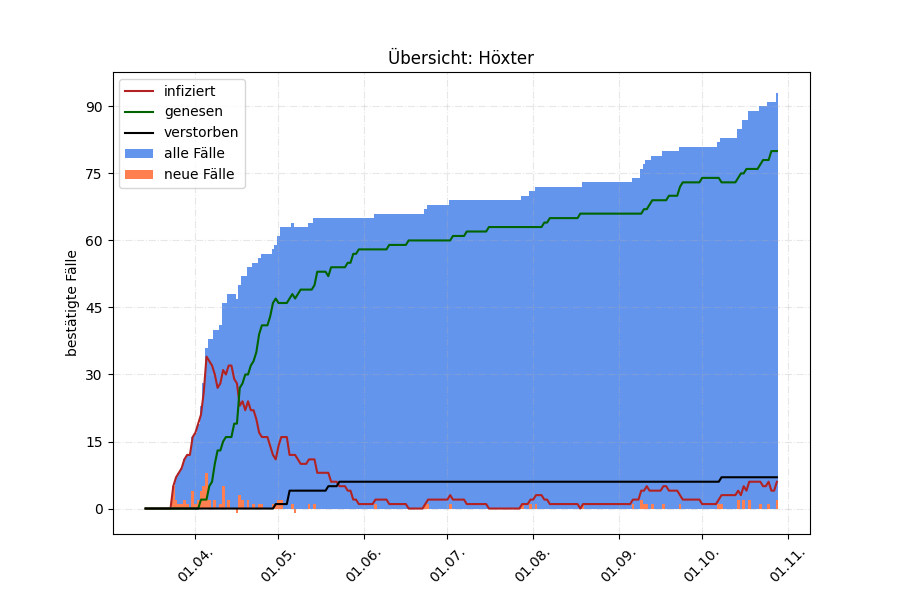 Übersicht: Höxter
infiziert
genesen
verstorben
alle Fälle
neue Fälle
bestätigte Fälle
90
75
60
45
30
15
0
01.04.
01.05.
01.06.
01.07.
01.08.
01.09.
01.10.
01.11.